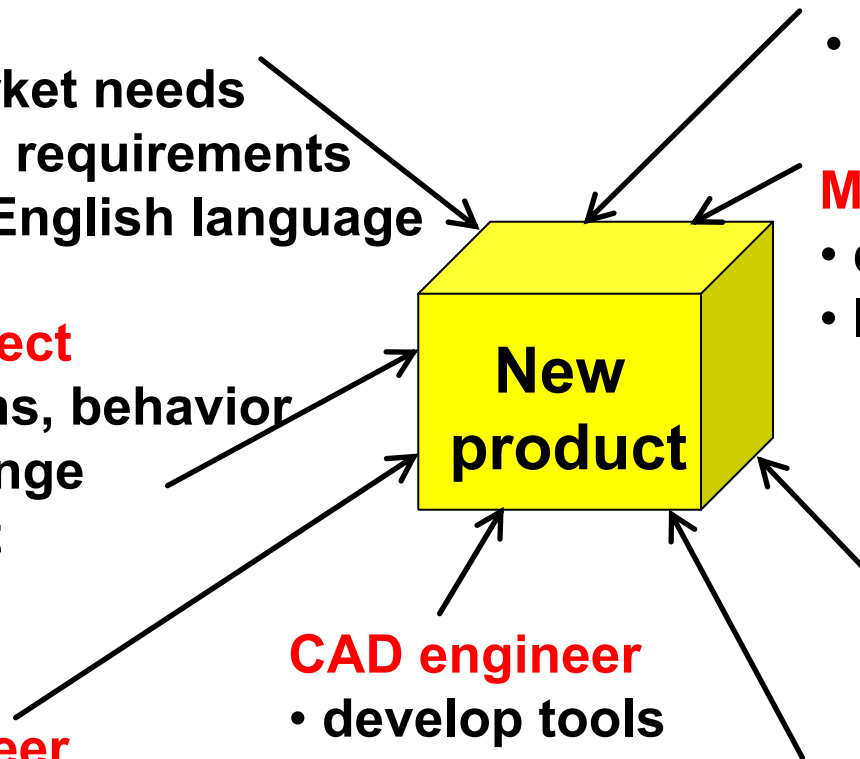 ket needs
requirements
English language
ect
ns, behavior
nge
t
New
product
M
•
•
•
CAD engineer
• develop tools
eer